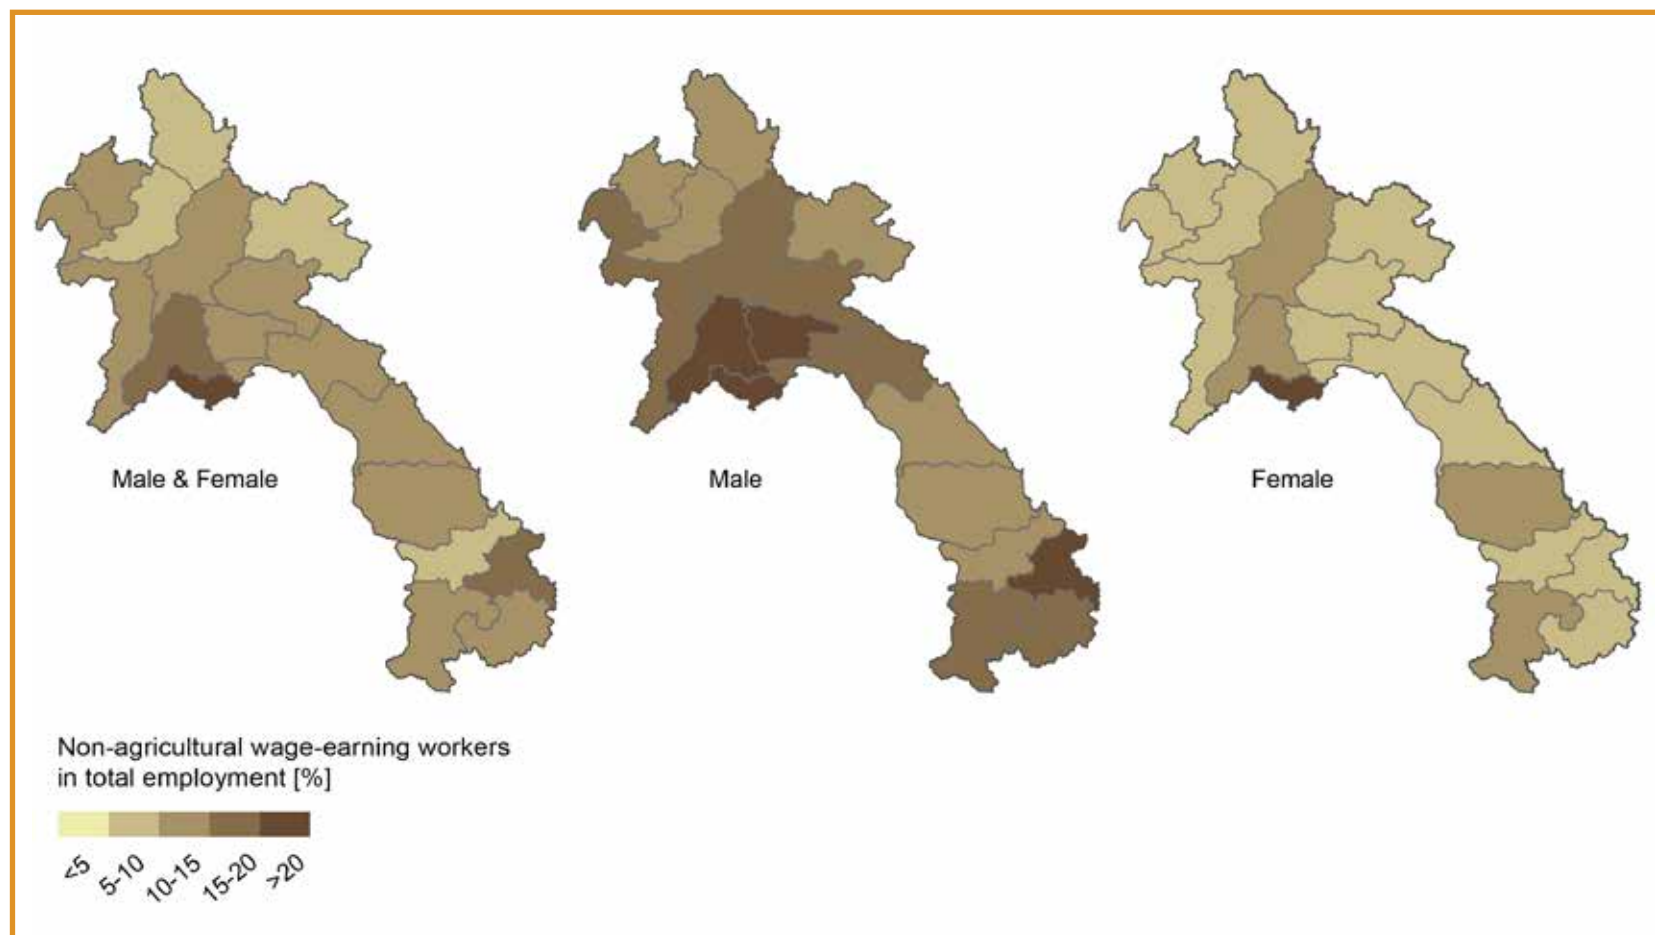 Male & Female
Male
Female
Non-agricultural wage-earning workers
in total employment [%]
<5
5-10
10-15
15-20
>20